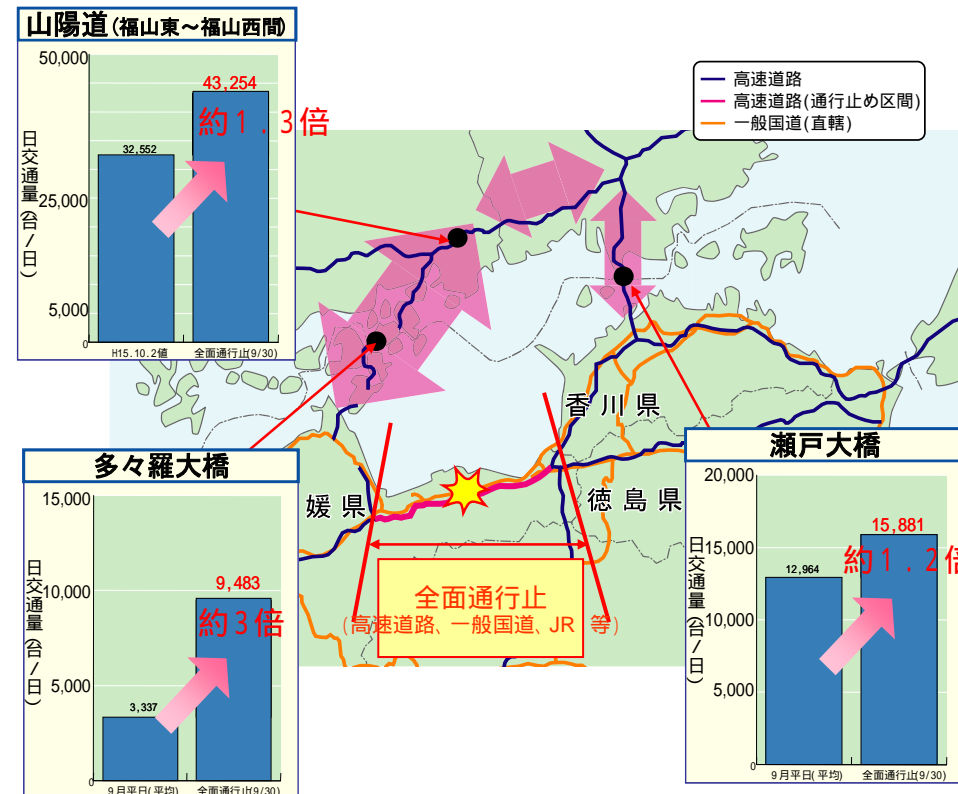 山陽道(福山東～福山西間)
50,000
43,254
約1.3倍
32,552
25,000
5,000
0
日交通量(台/日)
H15.10.2値
全面通行止(9/30)
高速道路
高速道路(通行止め区間)
一般国道(直轄)
香川県
徳島県
媛県
全面通行止
(高速道路、一般国道、JR 等)
多々羅大橋
15,000
9,483
10,000
約3倍
5,000
3,337
0
日交通量(台/日)
9月平日(平均)
全面通行止(9/30)
瀬戸大橋
20,000
15,881
15,000
約1.2倍
12,964
5,000
0
日交通量(台/日)
9月平日(平均)
全面通行止(9/30)